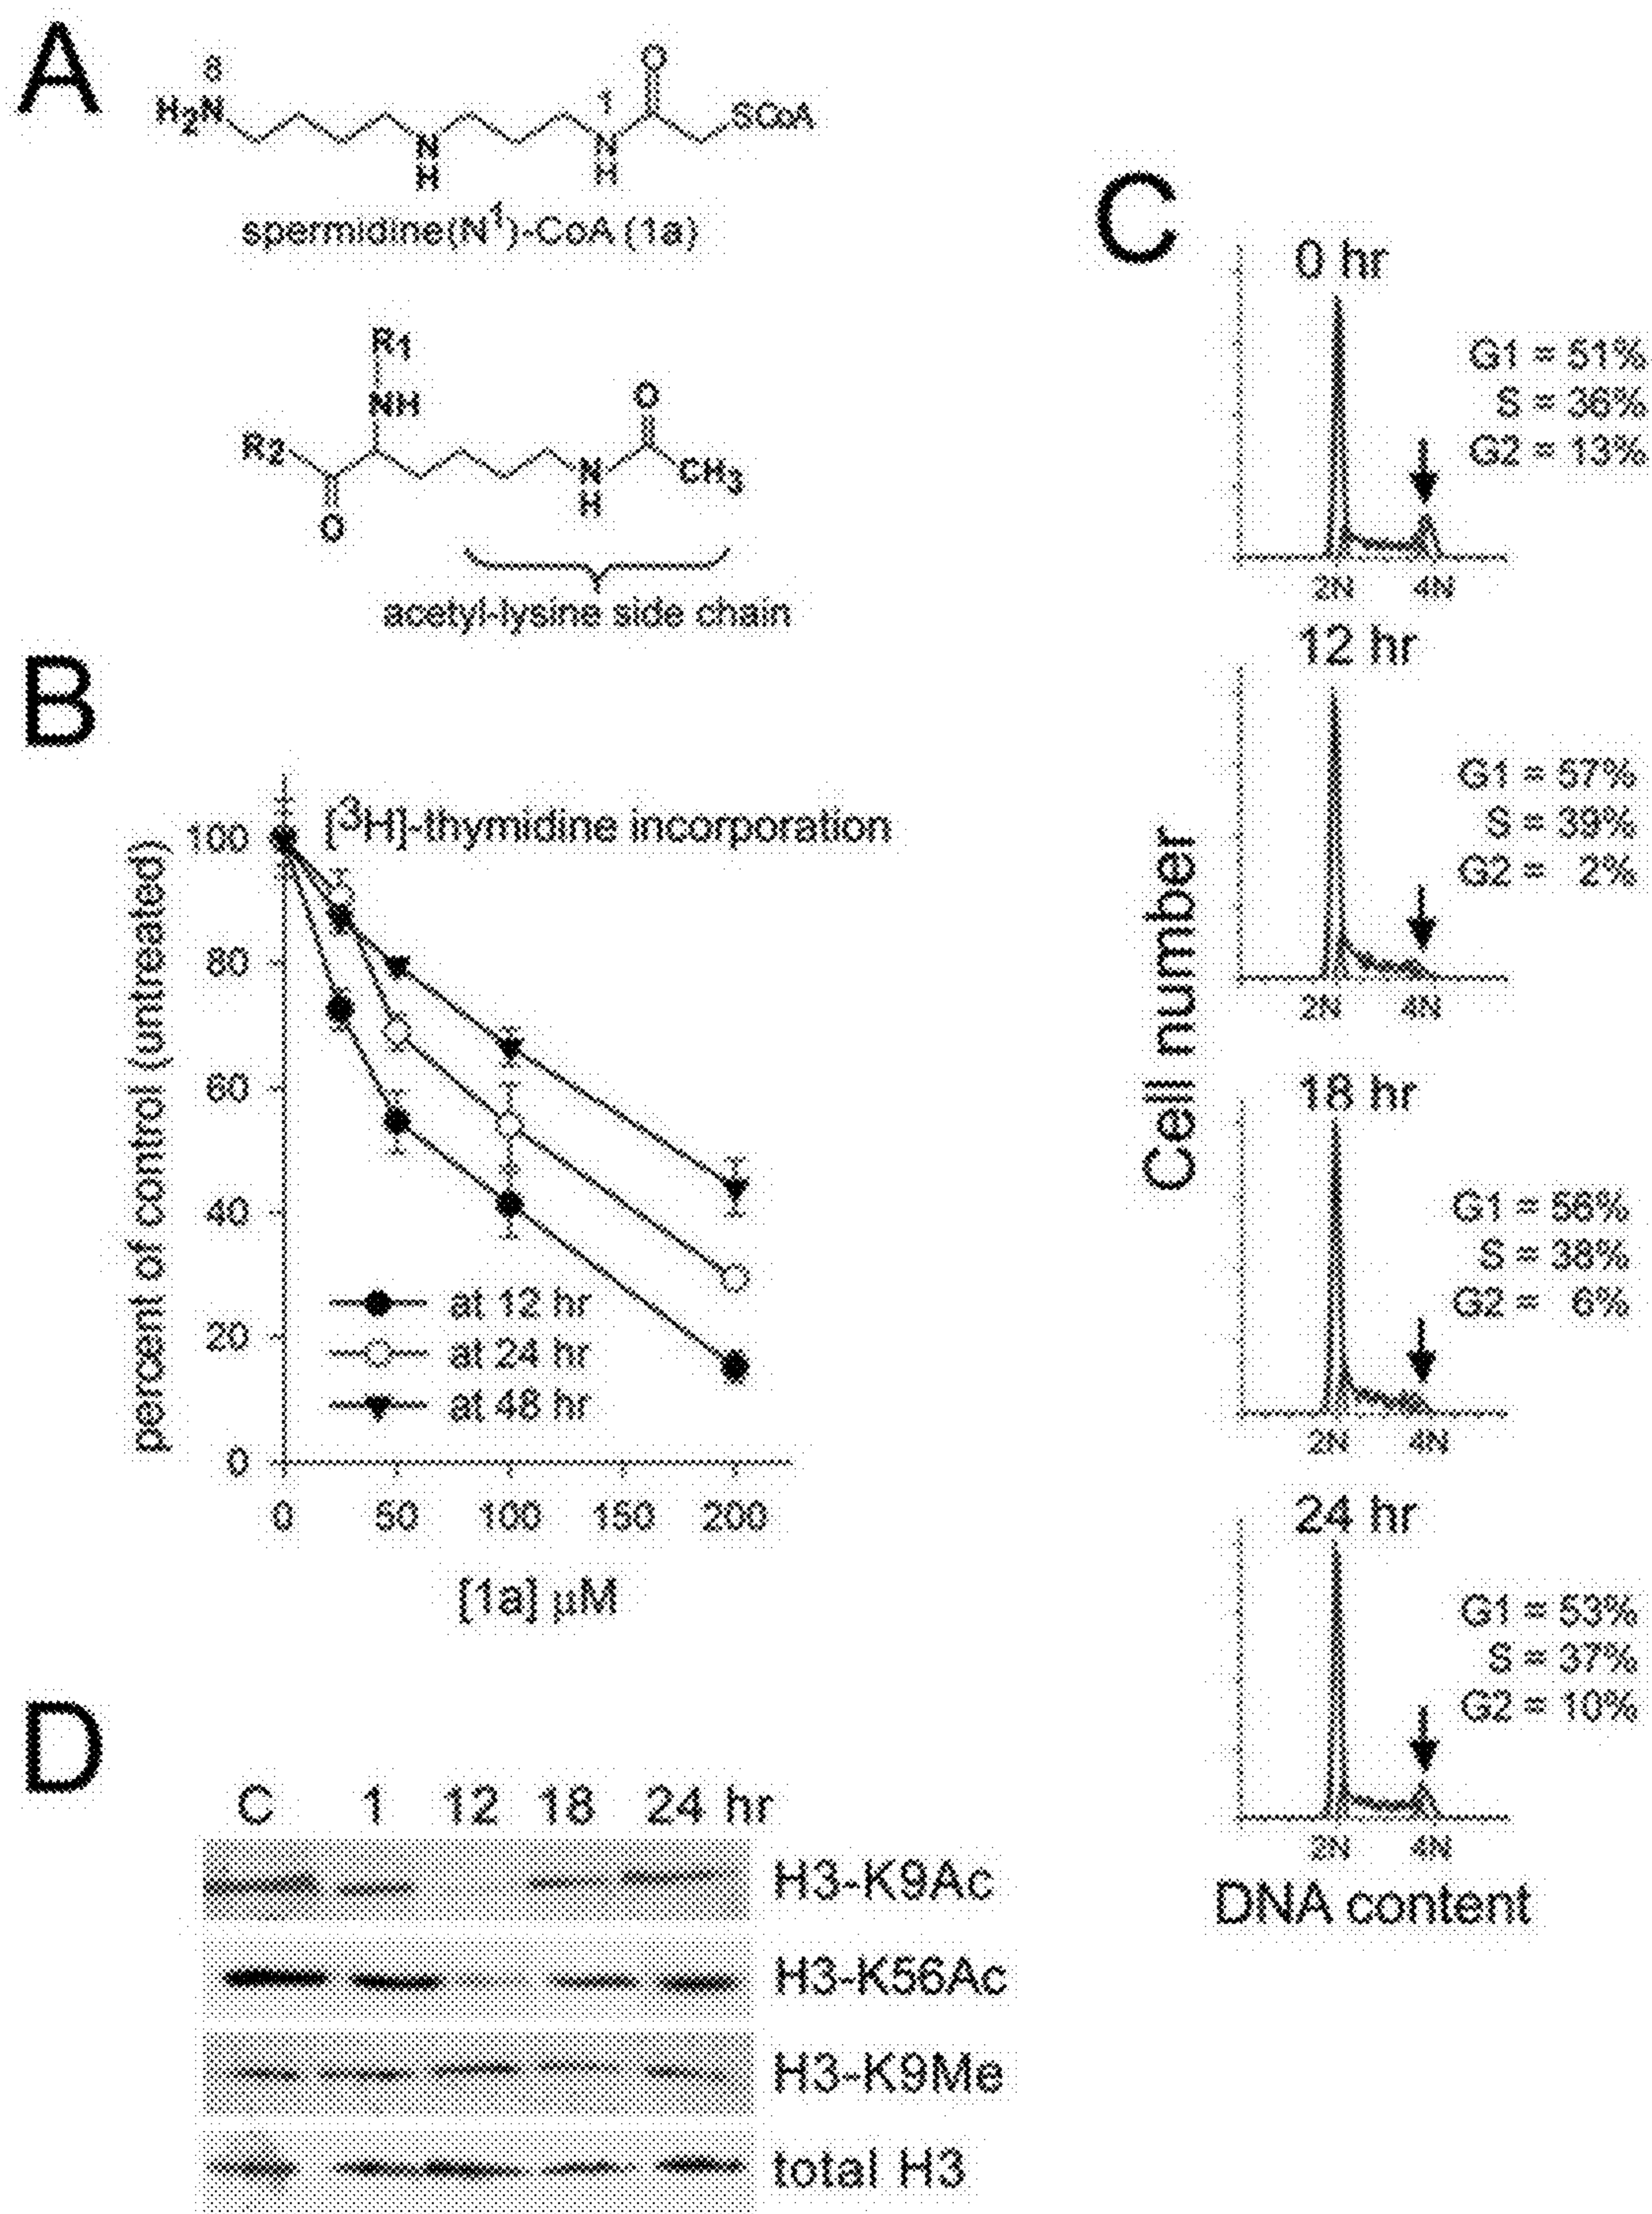 A
8
H2N
N
H
1
N
H
O
SCoA
spermidine(N1)-CoA (1a)
R1
NH
R2
O
N
H
O
CH3
acetyl-lysine side chain
B
[3H]-thymidine incorporation
percent of control (untreated)
100
80
60
40
20
0
at 12 hr
at 24 hr
at 48 hr
0 50 100 150 200
[1a] μM
C
Cell number
0 hr
G1 = 51%
S = 36%
G2 = 13%
2N 4N
12 hr
G1 = 57%
S = 39%
G2 = 2%
2N 4N
18 hr
G1 = 56%
S = 38%
G2 = 6%
2N 4N
24 hr
G1 = 53%
S = 37%
G2 = 10%
2N 4N
DNA content
D
C 1 12 18 24 hr
H3-K9Ac
H3-K56Ac
H3-K9Me
total H3